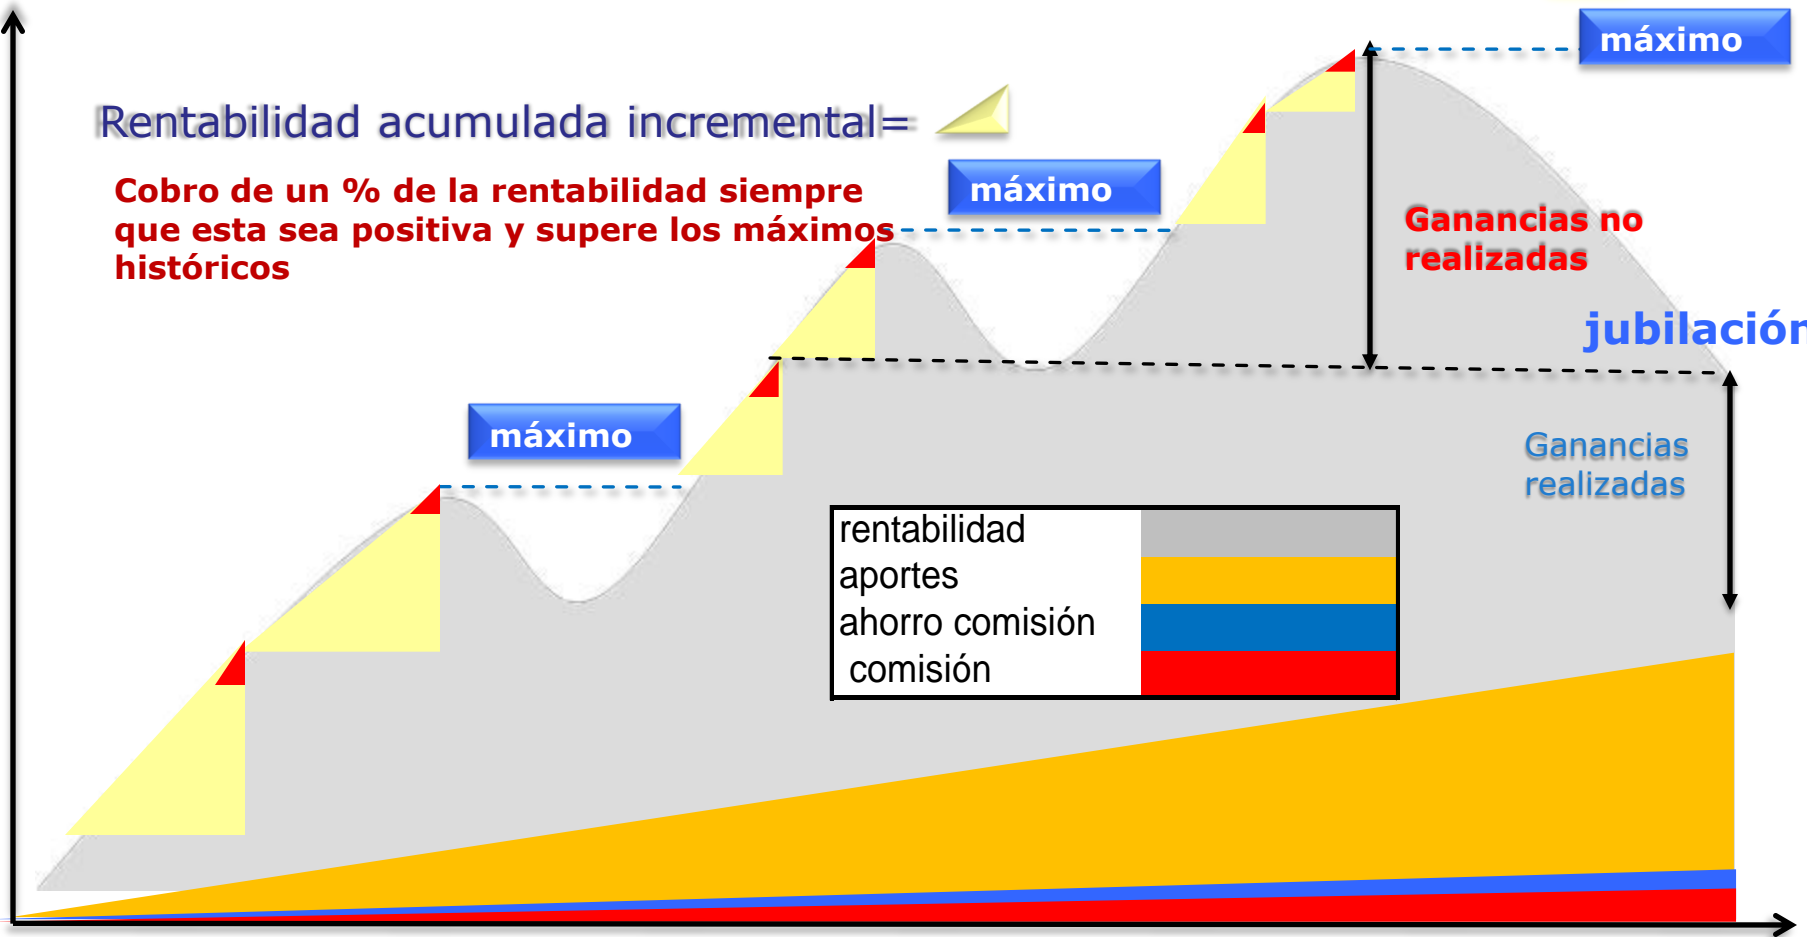 máximo
Rentabilidad acumulada incremental=
Cobro de un % de la rentabilidad siempre
que esta sea positiva y supere los máximos
históricos
máximo
Ganancias no
realizadas
jubilación
máximo
Ganancias
realizadas
rentabilidad
aportes
ahorro comisión
comisión